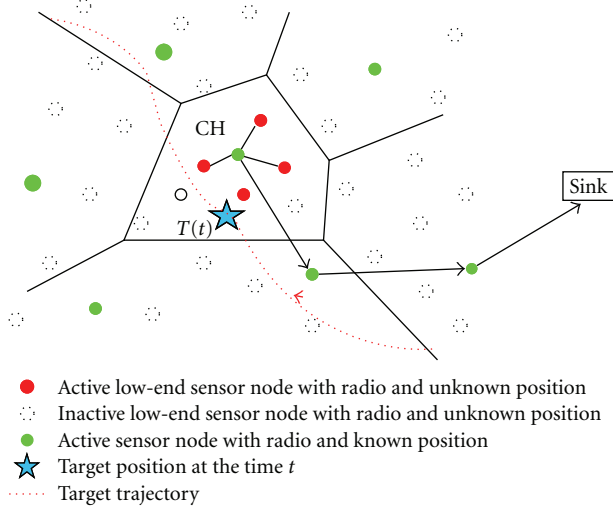 CH
Sink
T(t)
Active low-end sensor node with radio and unknown position
Inactive low-end sensor node with radio and unknown position
Active sensor node with radio and known position
Target position at the time t
Target trajectory